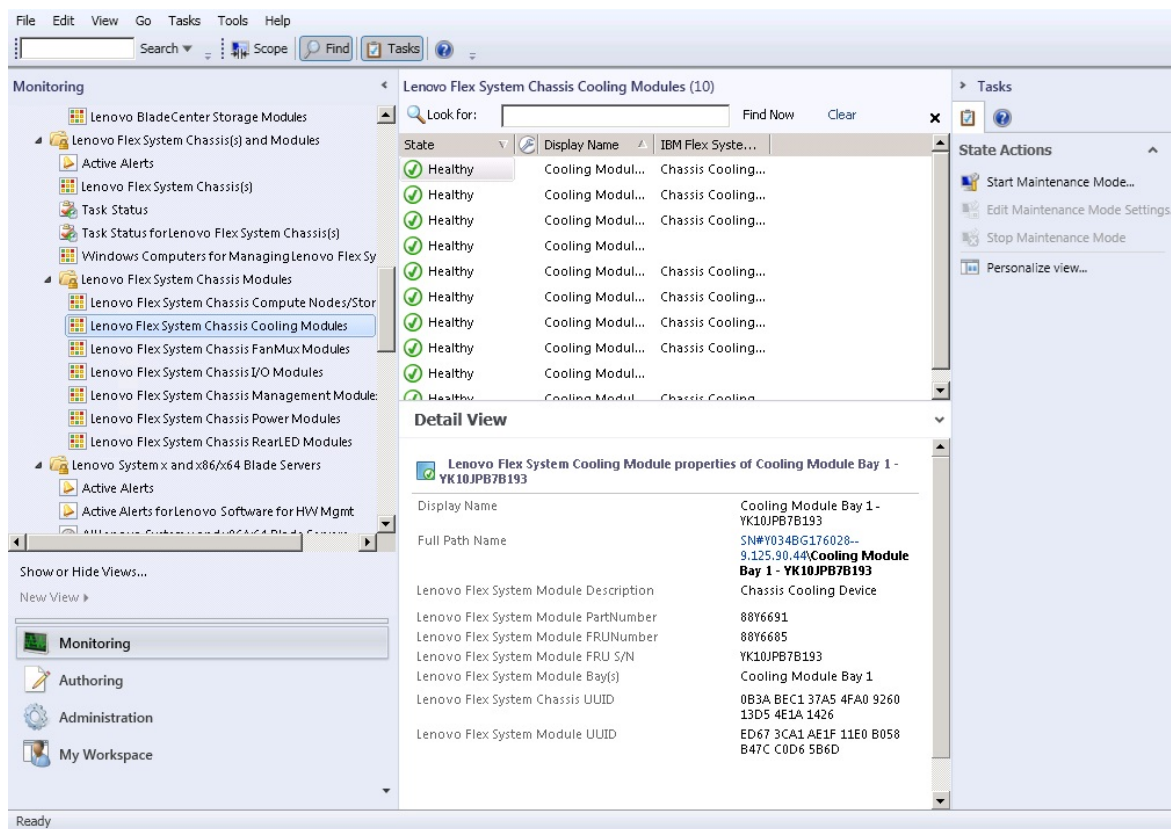 File Edit View Go Tasks Tools Help
Search Scope Find Tasks
Monitoring
Lenovo BladeCenter Storage Modules
Lenovo Flex System Chassis(s) and Modules
Active Alerts
Lenovo Flex System Chassis(s)
Task Status
Task Status for Lenovo Flex System Chassis(s)
Windows Computers for Managing Lenovo Flex Sy
Lenovo Flex System Chassis Modules
Lenovo Flex System Chassis Compute Nodes/Stor
Lenovo Flex System Chassis Cooling Modules
Lenovo Flex System Chassis FanMux Modules
Lenovo Flex System Chassis I/O Modules
Lenovo Flex System Chassis Management Module
Lenovo Flex System Chassis Power Modules
Lenovo Flex System Chassis RearLED Modules
Lenovo System x and x86/x64 Blade Servers
Active Alerts
Active Alerts for Lenovo Software for HW Mgmt
Show or Hide Views...
New View
Monitoring
Authoring
Administration
My Workspace
Lenovo Flex System Chassis Cooling Modules (10)
Look for: Find Now Clear
State Display Name IBM Flex Syste...
Healthy Cooling Modul... Chassis Cooling...
Healthy Cooling Modul... Chassis Cooling...
Healthy Cooling Modul... Chassis Cooling...
Healthy Cooling Modul...
Healthy Cooling Modul... Chassis Cooling...
Healthy Cooling Modul... Chassis Cooling...
Healthy Cooling Modul... Chassis Cooling...
Healthy Cooling Modul... Chassis Cooling...
Healthy Cooling Modul...
Healthy Cooling Modul... Chassis Cooling...
Detail View
Lenovo Flex System Cooling Module properties of Cooling Module Bay 1 -
YK10JPB7B193
Display Name Cooling Module Bay 1 -
YK10JPB7B193
Full Path Name SN#Y034BG176028--
9.125.90.44\Cooling Module
Bay 1 - YK10JPB7B193
Lenovo Flex System Module Description Chassis Cooling Device
Lenovo Flex System Module PartNumber 88Y6691
Lenovo Flex System Module FRUNumber 88Y6685
Lenovo Flex System Module FRU S/N YK10JPB7B193
Lenovo Flex System Module Bay(s) Cooling Module Bay 1
Lenovo Flex System Chassis UUID 0B3A BEC1 37A5 4FA0 9260
13D5 4E1A 1426
Lenovo Flex System Module UUID ED67 3CA1 AE1F 11E0 B058
B47C C0D6 5B6D
Tasks
State Actions
Start Maintenance Mode...
Edit Maintenance Mode Settings
Stop Maintenance Mode
Personalize view...
Ready